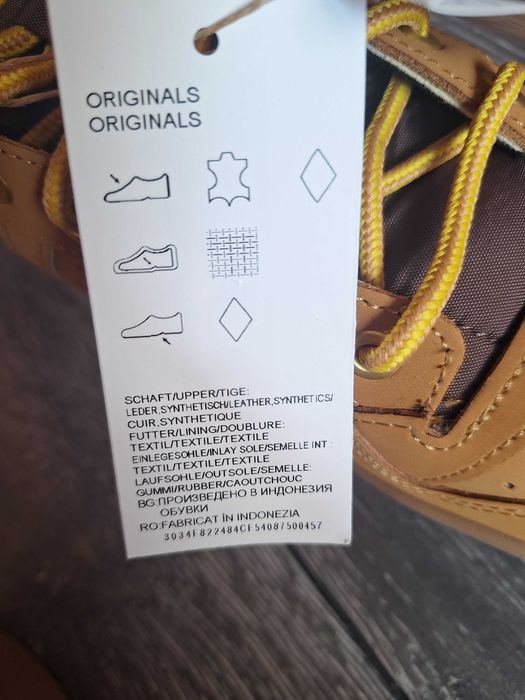 ORIGINALS
ORIGINALS
SCHAFT/UPPER/TIGE:
LEDER,SYNTHETISCH/LEATHER,SYNTHETICS/
CUIR,SYNTHETIQUE
FUTTER/LINING/DOUBLURE:
TEXTIL/TEXTILE/TEXTILE
EINLEGESOHLE/INLAY SOLE/SEMELLE INT :
TEXTIL/TEXTILE/TEXTILE
LAUFSOHLE/OUTSOLE/SEMELLE:
GUMMI/RUBBER/CAOUTCHOUC
BG:ПРОИЗВЕДЕНО В ИНДОНЕЗИЯ
ОБУВКИ
RO:FABRICAT ÎN INDONEZIA
3034F822484CF54087500457